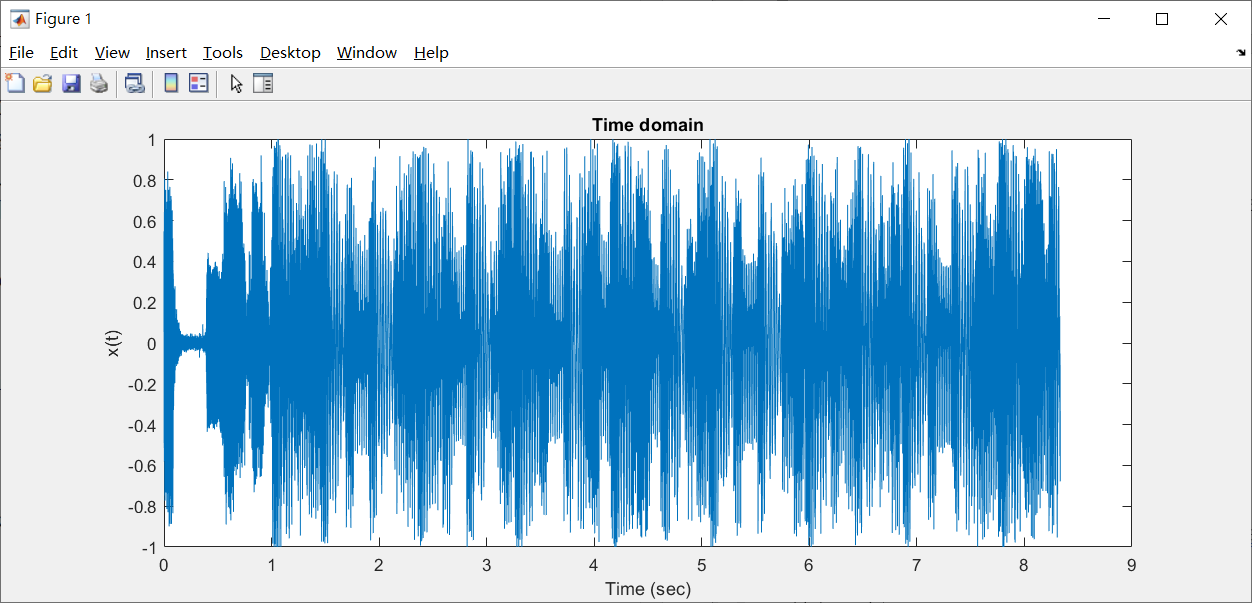 Figure 1
File Edit View Insert Tools Desktop Window Help
Time domain
1
0.8
0.6
0.4
0.2
0
-0.2
-0.4
-0.6
-0.8
-1
x(t)
0 1 2 3 4 5 6 7 8 9
Time (sec)